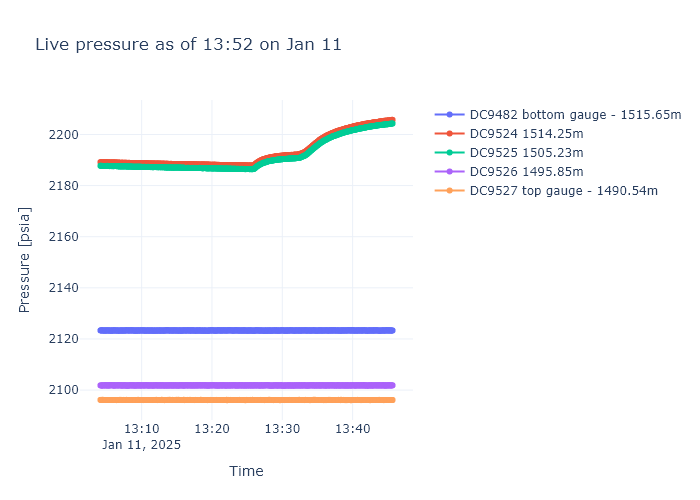 Live pressure as of 13:52 on Jan 11
DC9482 bottom gauge - 1515.65m
DC9524 1514.25m
DC9525 1505.23m
DC9526 1495.85m
DC9527 top gauge - 1490.54m
Pressure [psia]
2200
2180
2160
2140
2120
2100
13:10
13:20
13:30
13:40
Jan 11, 2025
Time